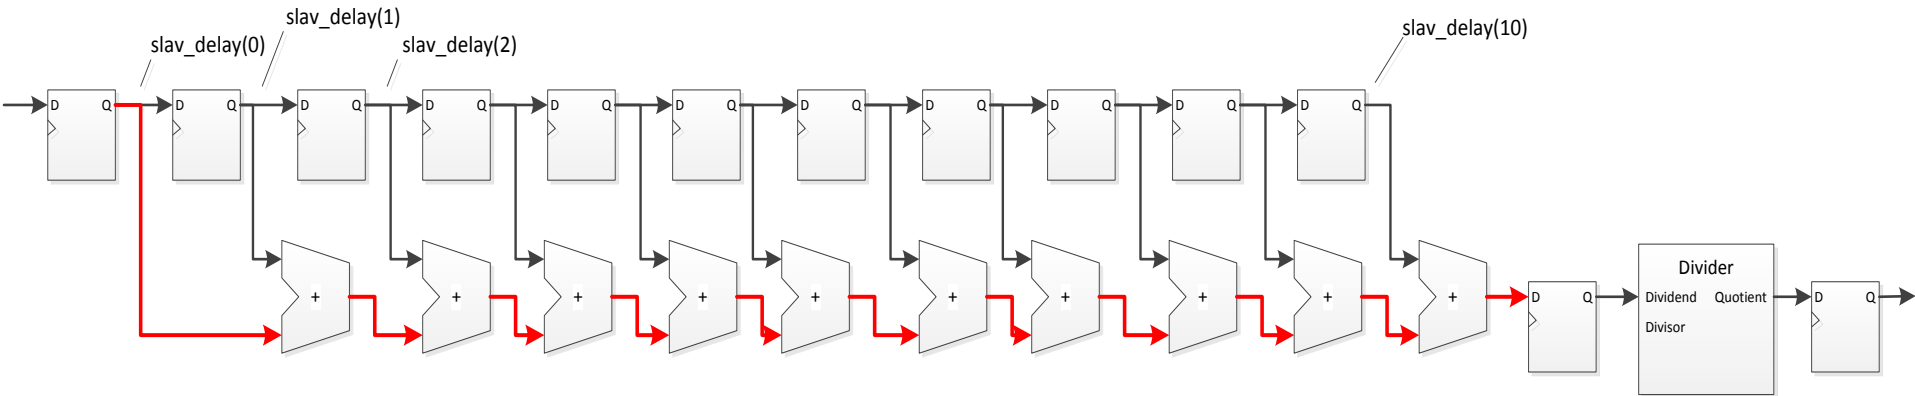 slav_delay(0)
slav_delay(1)
slav_delay(2)
slav_delay(10)
D Q
D Q
D Q
D Q
D Q
D Q
D Q
D Q
D Q
D Q
D Q
+
+
+
+
+
+
+
+
+
+
D Q
Divider
Dividend Quotient
Divisor
D Q